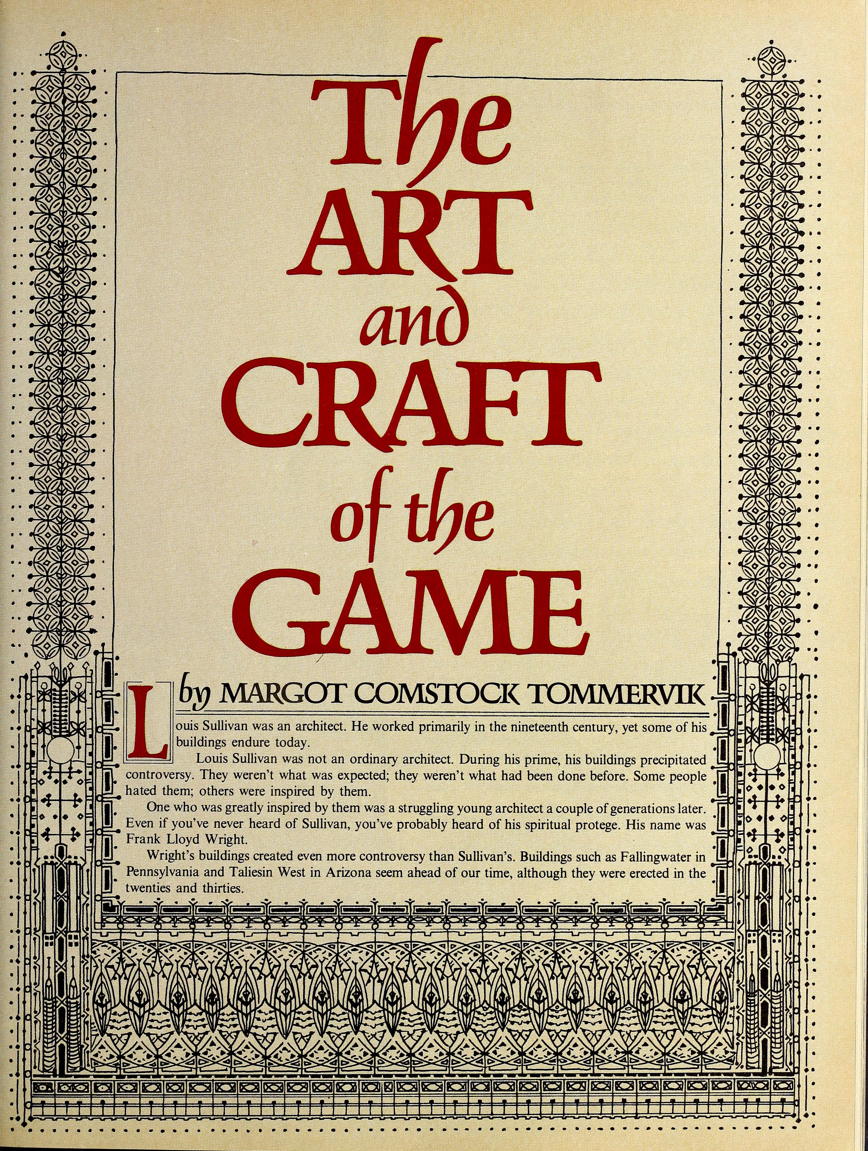 The
ART
and
CRAFT
of the
GAME
by MARGOT COMSTOCK TOMMERVIK
Louis Sullivan was an architect. He worked primarily in the nineteenth century, yet some of his
buildings endure today.
Louis Sullivan was not an ordinary architect. During his prime, his buildings precipitated
controversy. They weren't what was expected; they weren't what had been done before. Some people
hated them; others were inspired by them.
One who was greatly inspired by them was a struggling young architect a couple of generations later.
Even if you've never heard of Sullivan, you've probably heard of his spiritual protege. His name was
Frank Lloyd Wright.
Wright's buildings created even more controversy than Sullivan's. Buildings such as Fallingwater in
Pennsylvania and Taliesin West in Arizona seem ahead of our time, although they were erected in the
twenties and thirties.